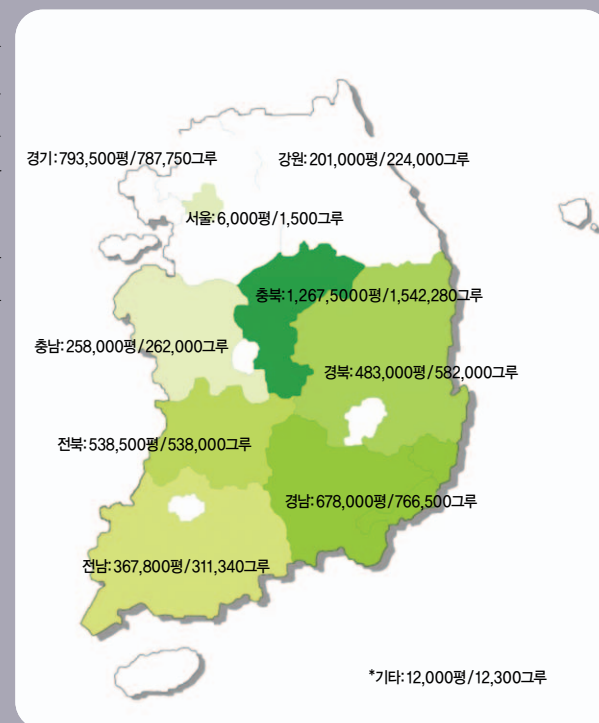 경기:793,500평/787,750그루
강원:201,000평/224,000그루
서울:6,000평/1,500그루
충북:1,267,5000평/1,542,280그루
충남:258,000평/262,000그루
경북:483,000평/582,000그루
전북:538,500평/538,000그루
경남:678,000평/766,500그루
전남:367,800평/311,340그루
*기타:12,000평/12,300그루